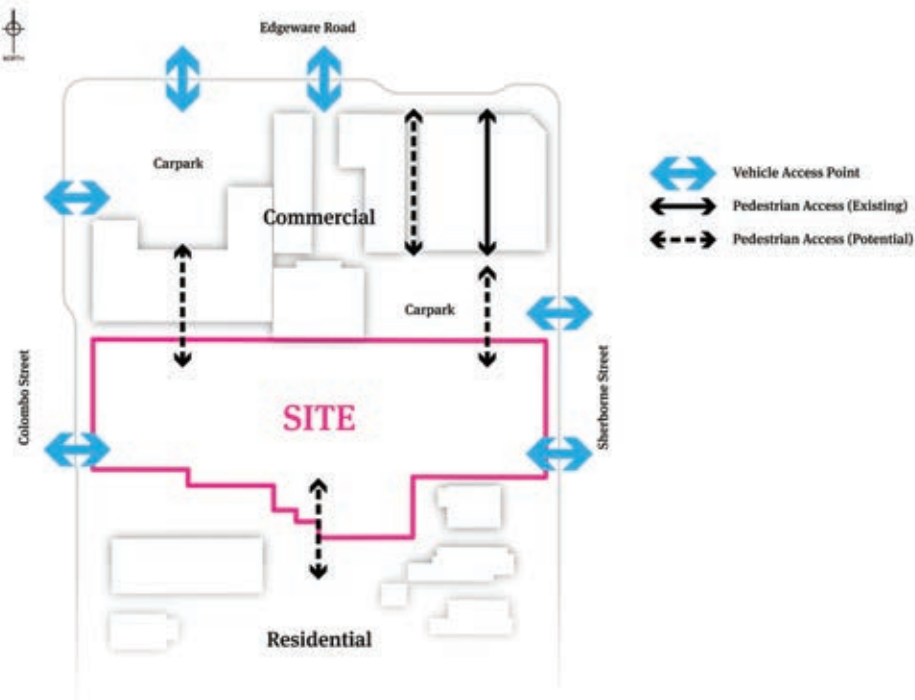 Edgeware Road
NORTH
Carpark
Vehicle Access Point
Pedestrian Access (Existing)
Pedestrian Access (Potential)
Commercial
Carpark
Colombo Street
Sherborne Street
SITE
Residential